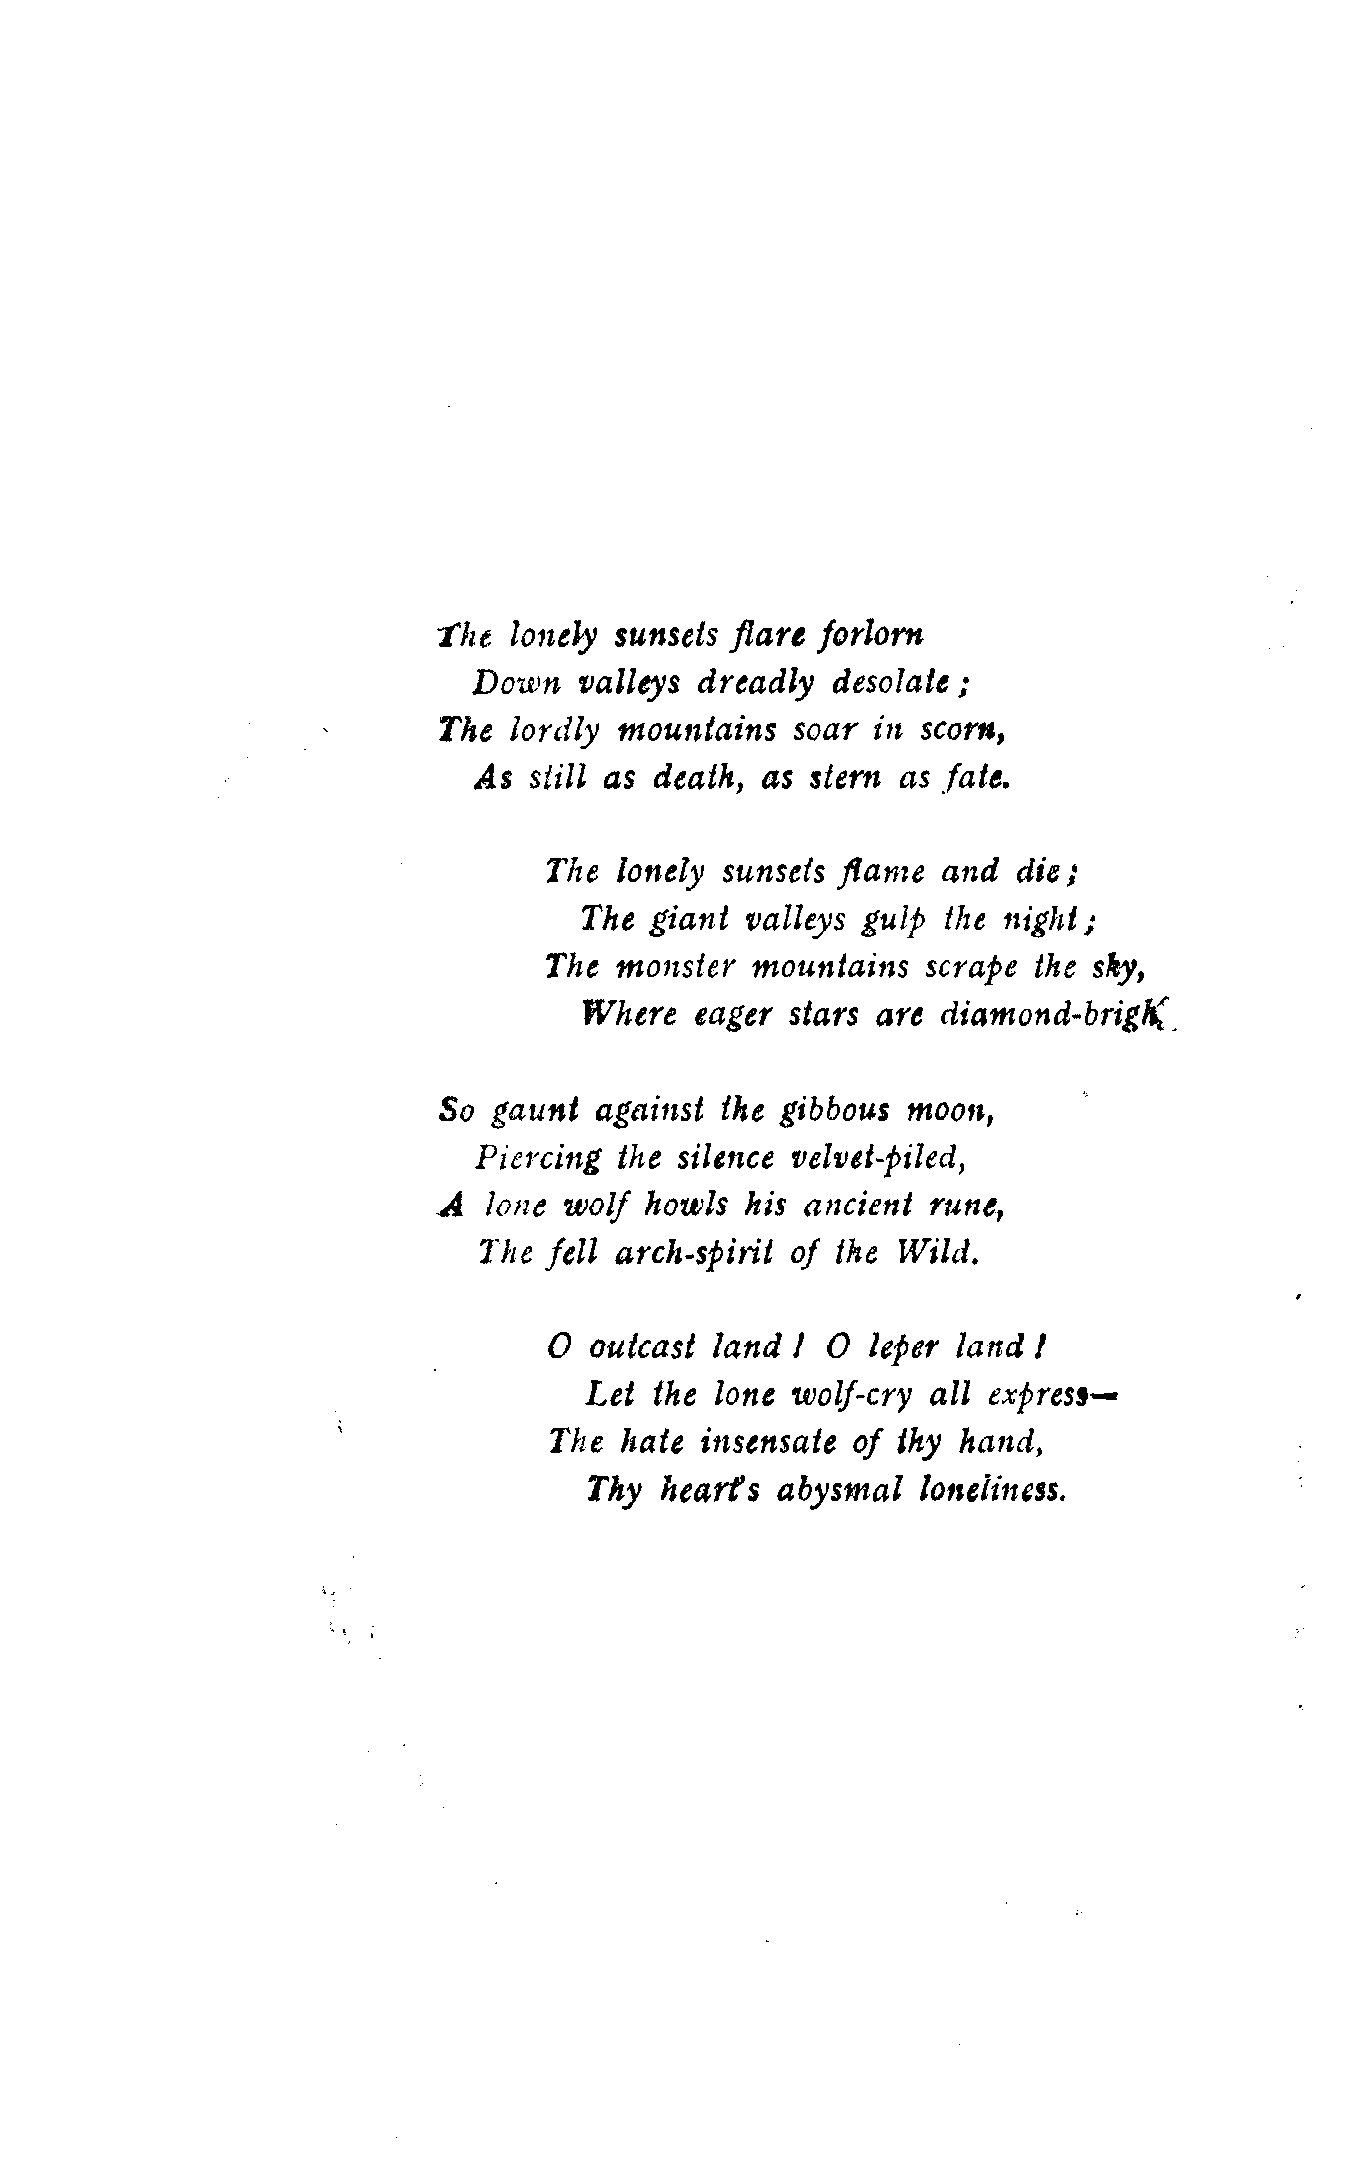 The lonely sunsets flare forlorn
Down valleys dreadly desolate;
The lordly mountains soar in scorn,
As still as death, as stern as fate.
The lonely sunsets flame and die;
The giant valleys gulp the night;
The monster mountains scrape the sky,
Where eager stars are diamond-bright.
So gaunt against the gibbous moon,
Piercing the silence velvet-piled,
A lone wolf howls his ancient rune,
The fell arch-spirit of the Wild.
O outcast land! O leper land!
Let the lone wolf-cry all express—
The hate insensate of thy hand,
Thy heart's abysmal loneliness.